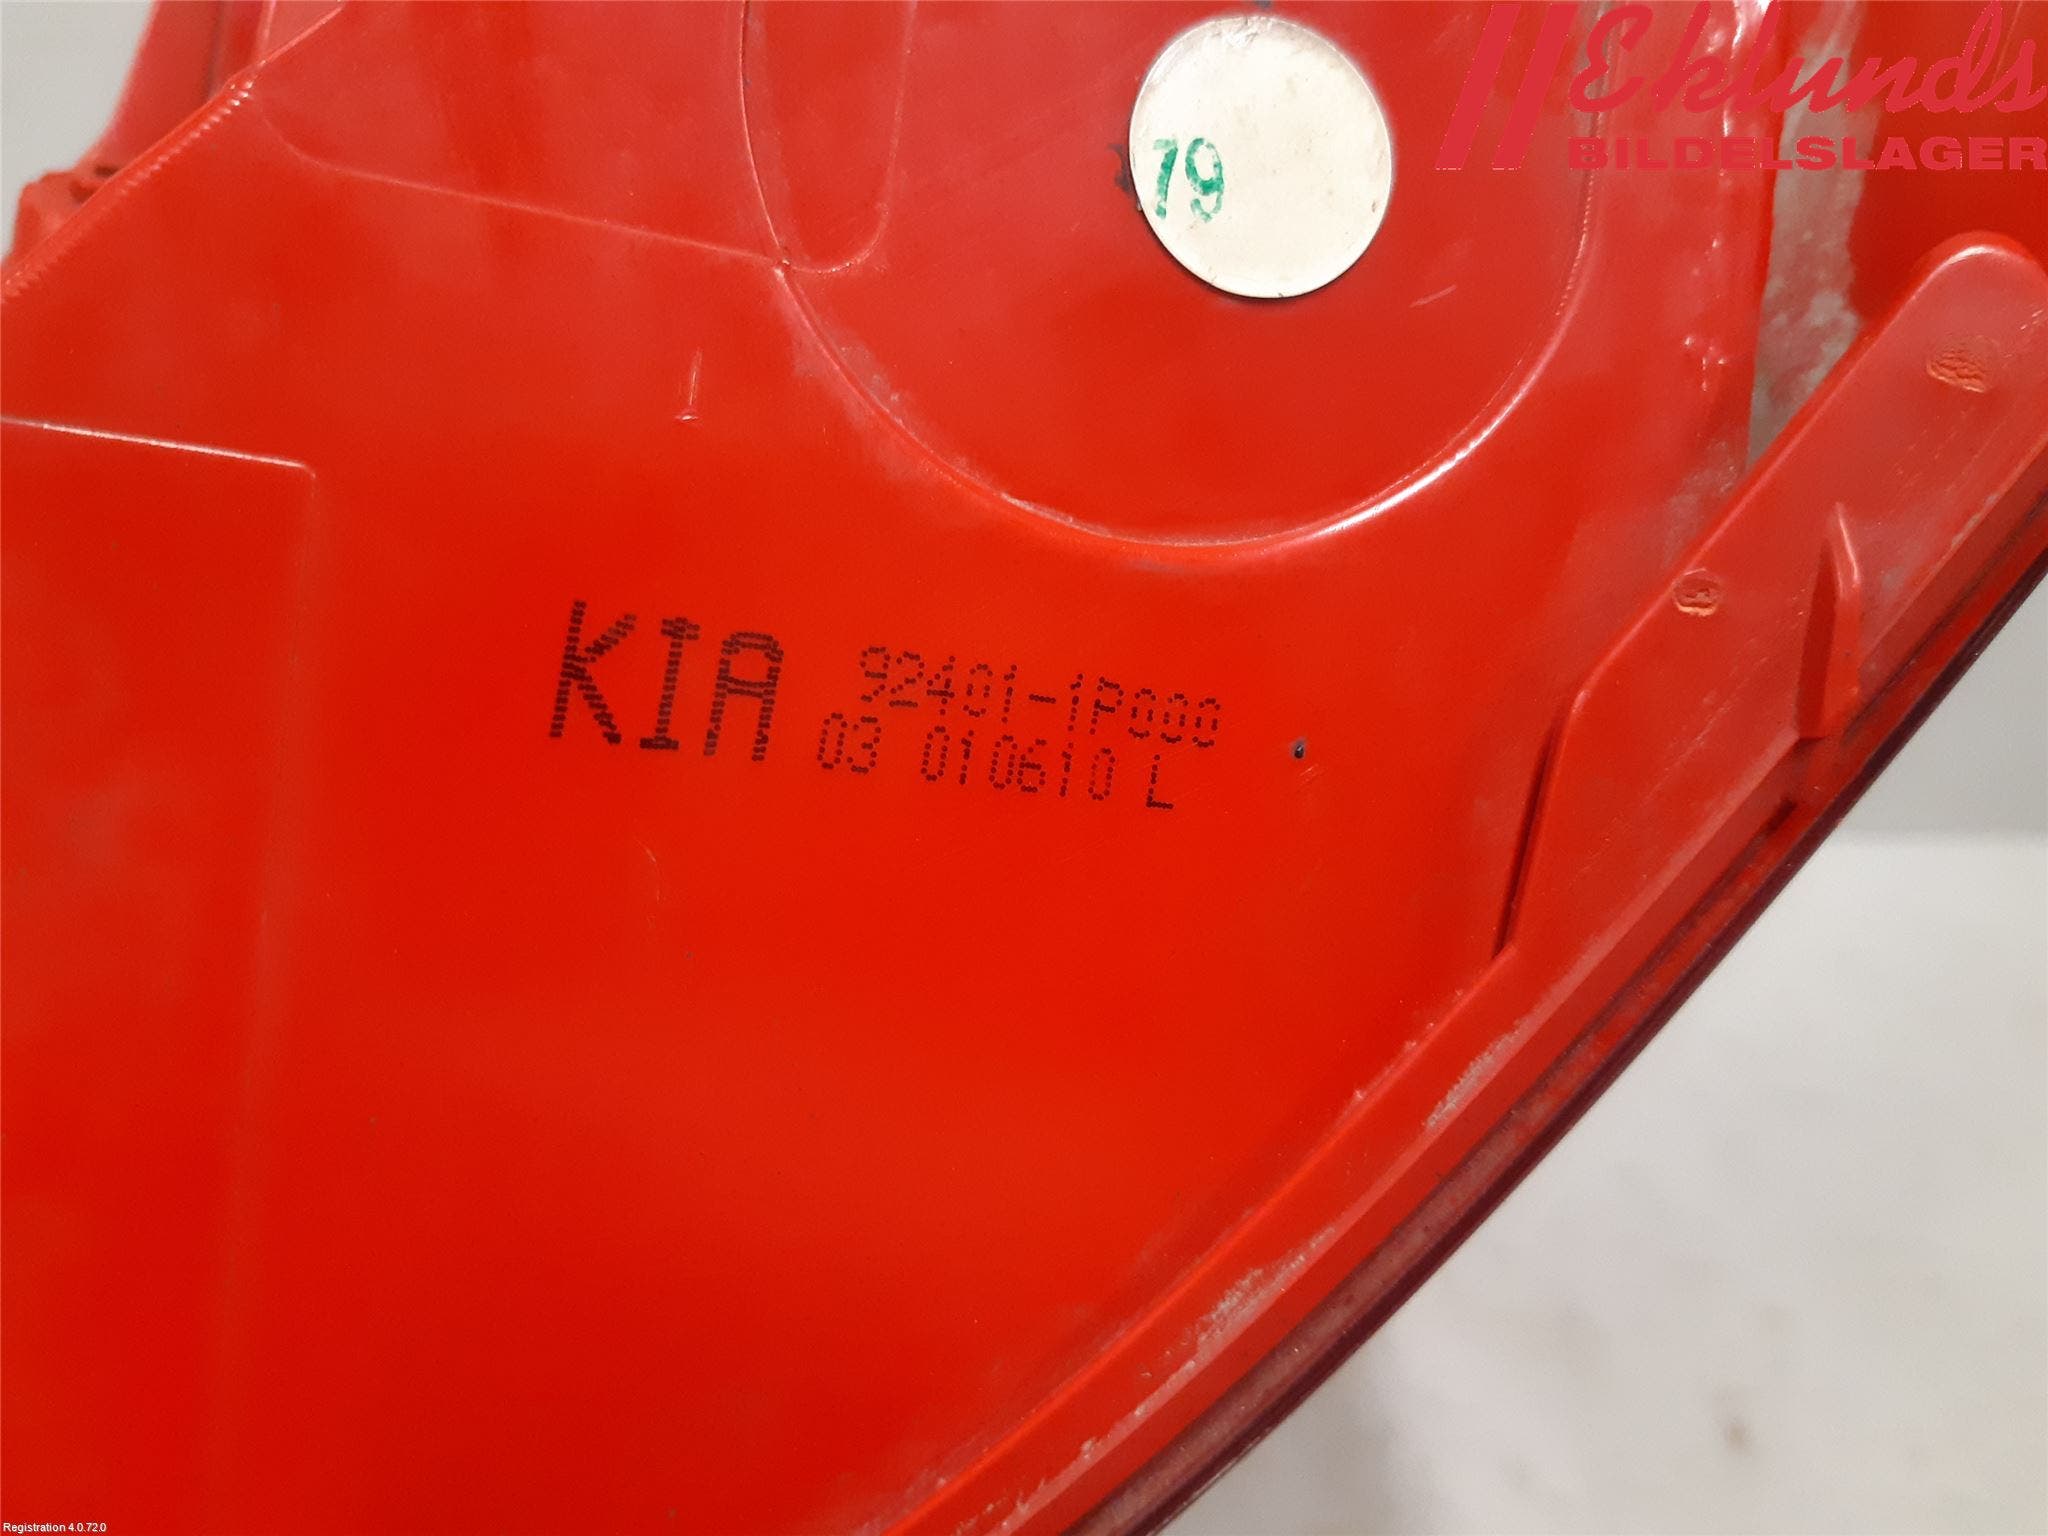 Eklunds
BILDELSLAGER
79
KIA 92401-1P000
03 010610 L
Registration 4.0.72.0